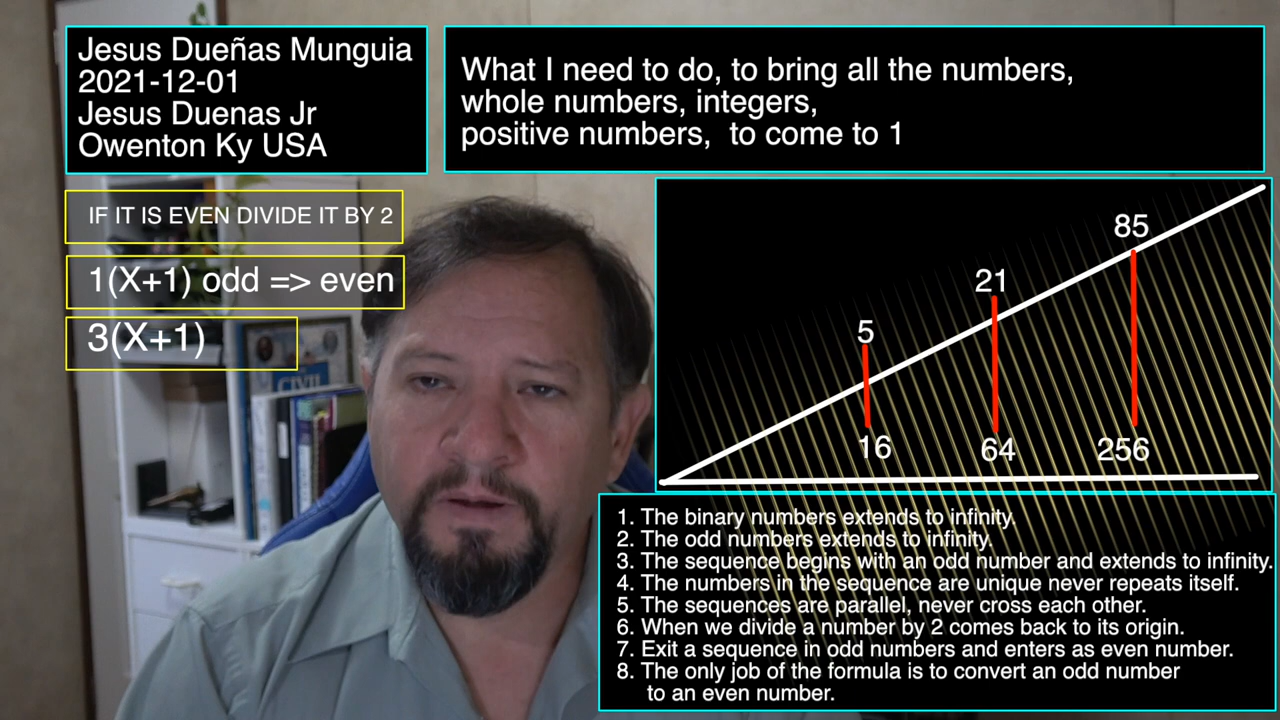 Jesus Dueñas Munguia
2021-12-01
Jesus Duenas Jr
Owenton Ky USA
What I need to do, to bring all the numbers,
whole numbers, integers,
positive numbers, to come to 1
IF IT IS EVEN DIVIDE IT BY 2
1(X+1) odd => even
3(X+1)
CIVIL
85
21
5
16
64
256
1. The binary numbers extends to infinity.
2. The odd numbers extends to infinity.
3. The sequence begins with an odd number and extends to infinity.
4. The numbers in the sequence are unique never repeats itself.
5. The sequences are parallel, never cross each other.
6. When we divide a number by 2 comes back to its origin.
7. Exit a sequence in odd numbers and enters as even number.
8. The only job of the formula is to convert an odd number
to an even number.